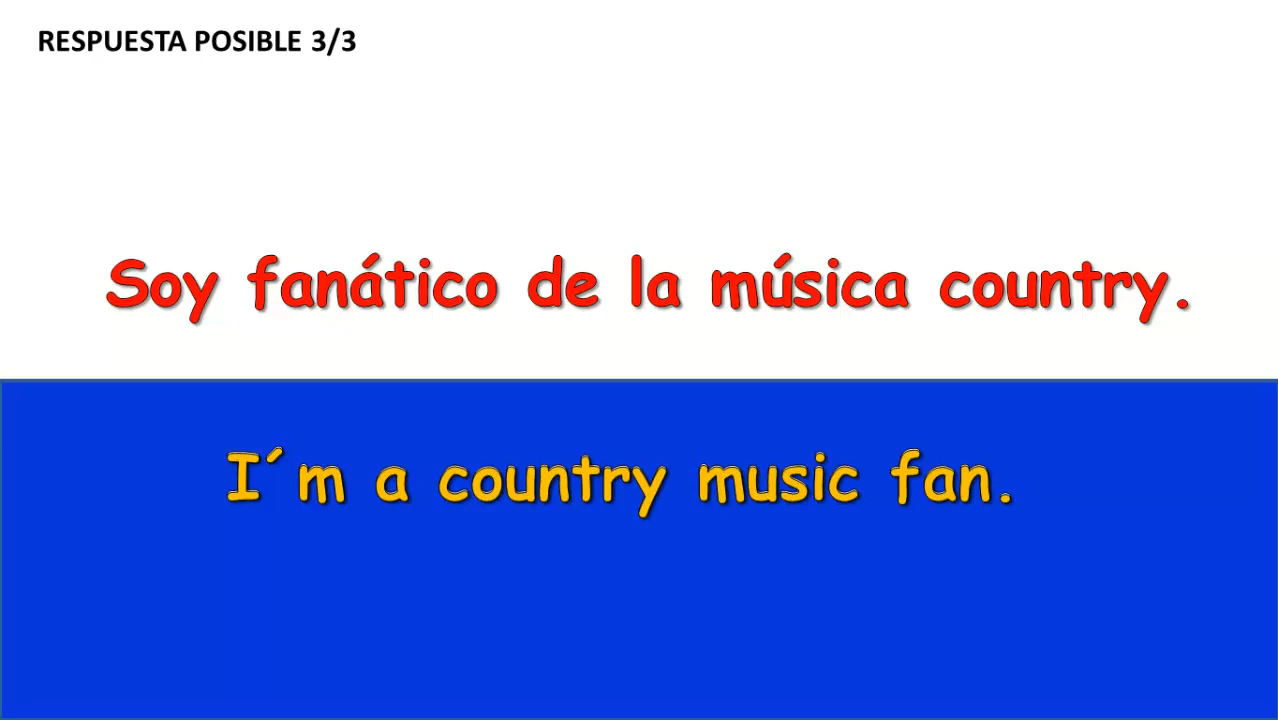 RESPUESTA POSIBLE 3/3
Soy fanático de la música country.
I´m a country music fan.